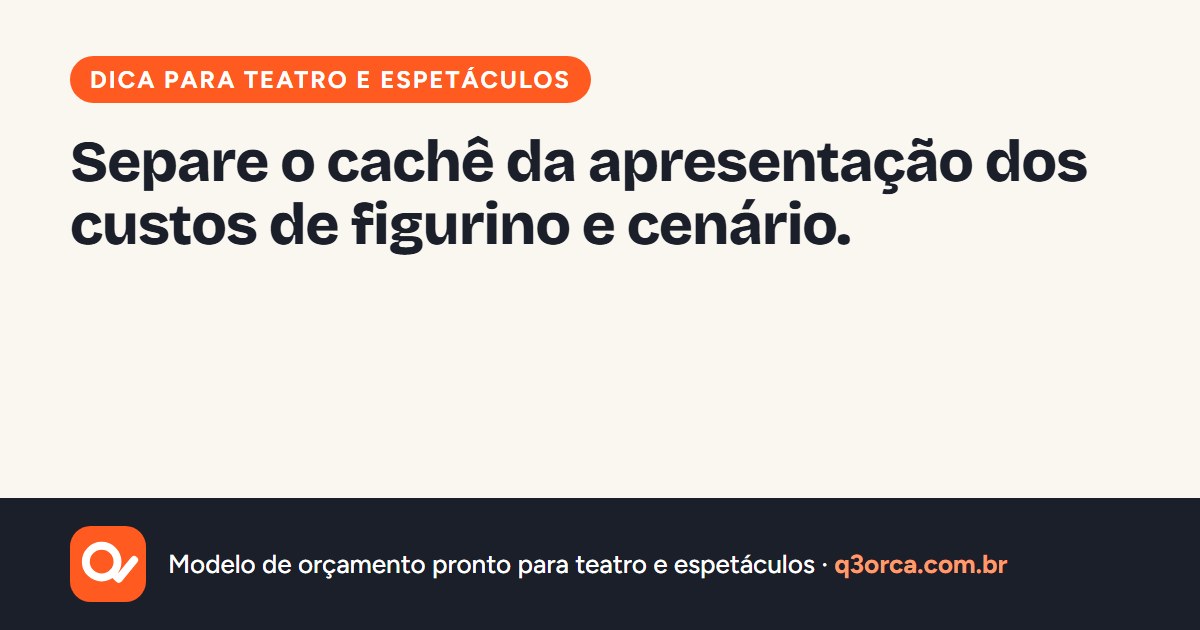 DICA PARA TEATRO E ESPETÁCULOS
Separe o cachê da apresentação dos
custos de figurino e cenário.
Modelo de orçamento pronto para teatro e espetáculos · q3orca.com.br